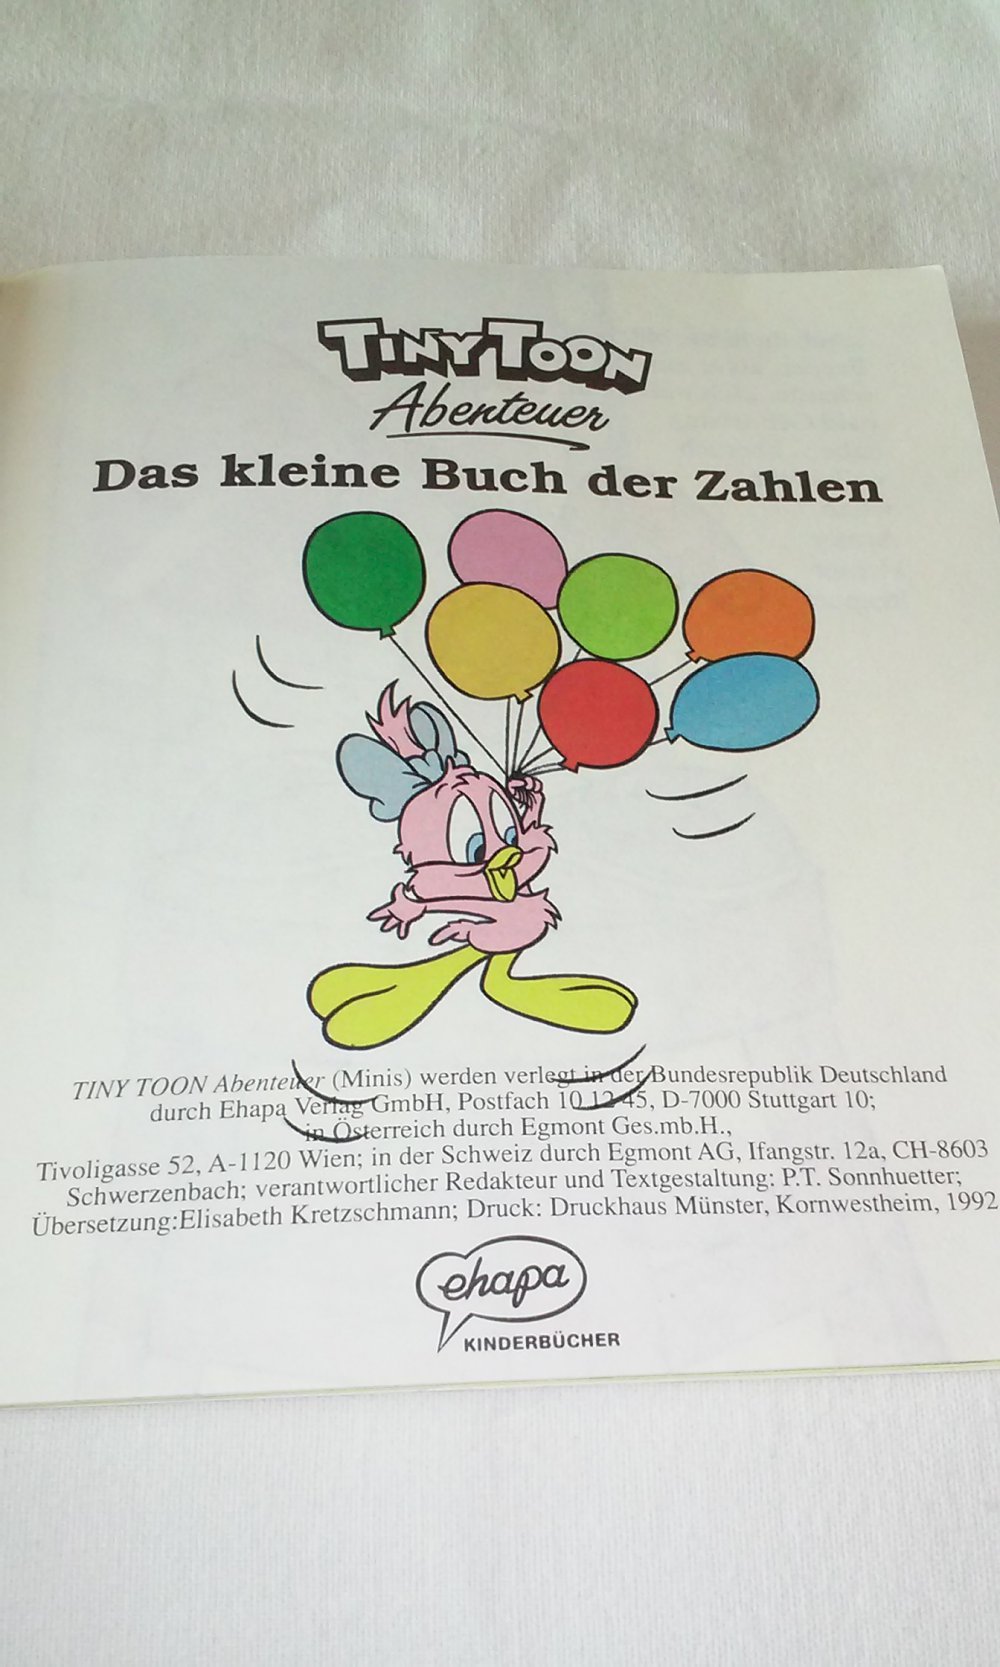 TINY TOON
Abenteuer
Das kleine Buch der Zahlen
TINY TOON Abenteuer (Minis) werden verlegt in der Bundesrepublik Deutschland
durch Ehapa Verlag GmbH, Postfach 10 12 45, D-7000 Stuttgart 10;
in Österreich durch Egmont Ges.mb.H.,
Tivoligasse 52, A-1120 Wien; in der Schweiz durch Egmont AG, Ifangstr. 12a, CH-8603
Schwerzenbach; verantwortlicher Redakteur und Textgestaltung: P.T. Sonnhuetter;
Übersetzung:Elisabeth Kretzschmann; Druck: Druckhaus Münster, Kornwestheim, 1992
ehapa
KINDERBÜCHER